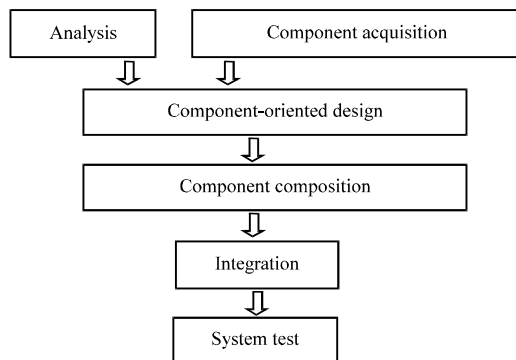 Analysis
Component acquisition
Component-oriented design
Component composition
Integration
System test